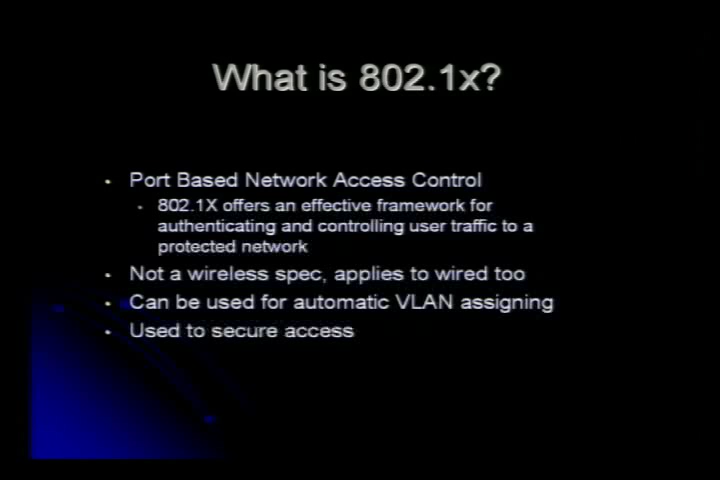 What is 802.1x?
• Port Based Network Access Control
• 802.1X offers an effective framework for
authenticating and controlling user traffic to a
protected network
• Not a wireless spec, applies to wired too
• Can be used for automatic VLAN assigning
• Used to secure access